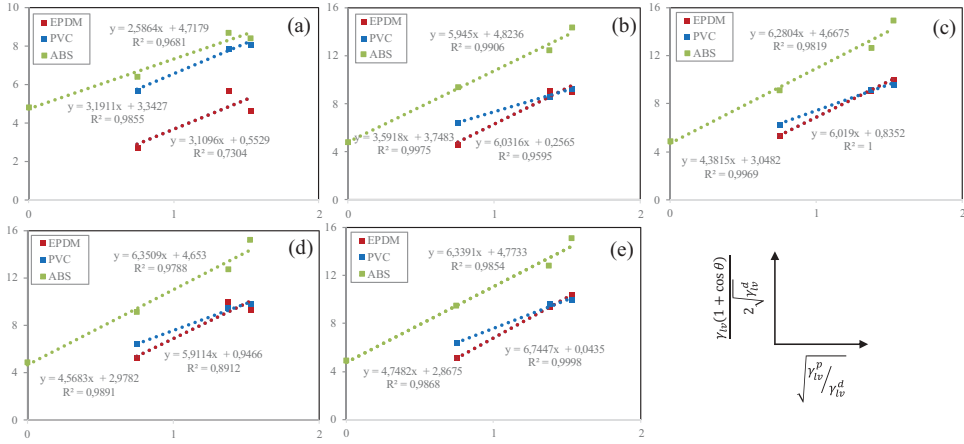 (a)
EPDM
PVC
ABS
y = 2,5864x + 4,7179
R² = 0,9681
y = 3,1911x + 3,3427
R² = 0,9855
y = 3,1096x + 0,5529
R² = 0,7304
10
8
6
4
2
0
0 1 2
(b)
EPDM
PVC
ABS
y = 5,945x + 4,8236
R² = 0,9906
y = 3,5918x + 3,7483
R² = 0,9975
y = 6,0316x + 0,2565
R² = 0,9595
16
12
8
4
0
0 1 2
(c)
EPDM
PVC
ABS
y = 6,2804x + 4,6675
R² = 0,9819
y = 6,019x + 0,8352
R² = 1
y = 4,3815x + 3,0482
R² = 0,9969
16
12
8
4
0
0 1 2
(d)
EPDM
PVC
ABS
y = 6,3509x + 4,653
R² = 0,9788
y = 5,9114x + 0,9466
R² = 0,8912
y = 4,5683x + 2,9782
R² = 0,9891
16
12
8
4
0
0 1 2
(e)
EPDM
PVC
ABS
y = 6,3391x + 4,7733
R² = 0,9854
y = 6,7447x + 0,0435
R² = 0,9998
y = 4,7482x + 2,8675
R² = 0,9868
16
12
8
4
0
0 1 2
γ_lv(1 + cos θ)
2√γ_lv^d
√γ_lv^p/γ_lv^d